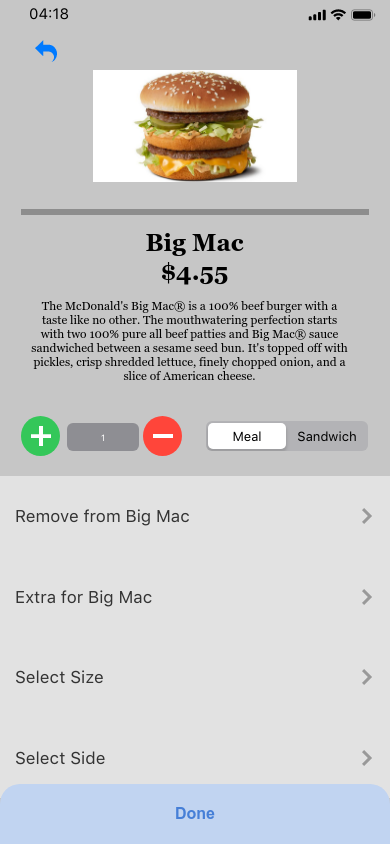 04:18
Big Mac
$4.55
The McDonald's Big Mac® is a 100% beef burger with a
taste like no other. The mouthwatering perfection starts
with two 100% pure all beef patties and Big Mac® sauce
sandwiched between a sesame seed bun. It's topped off with
pickles, crisp shredded lettuce, finely chopped onion, and a
slice of American cheese.
1
Meal Sandwich
Remove from Big Mac
Extra for Big Mac
Select Size
Select Side
Done